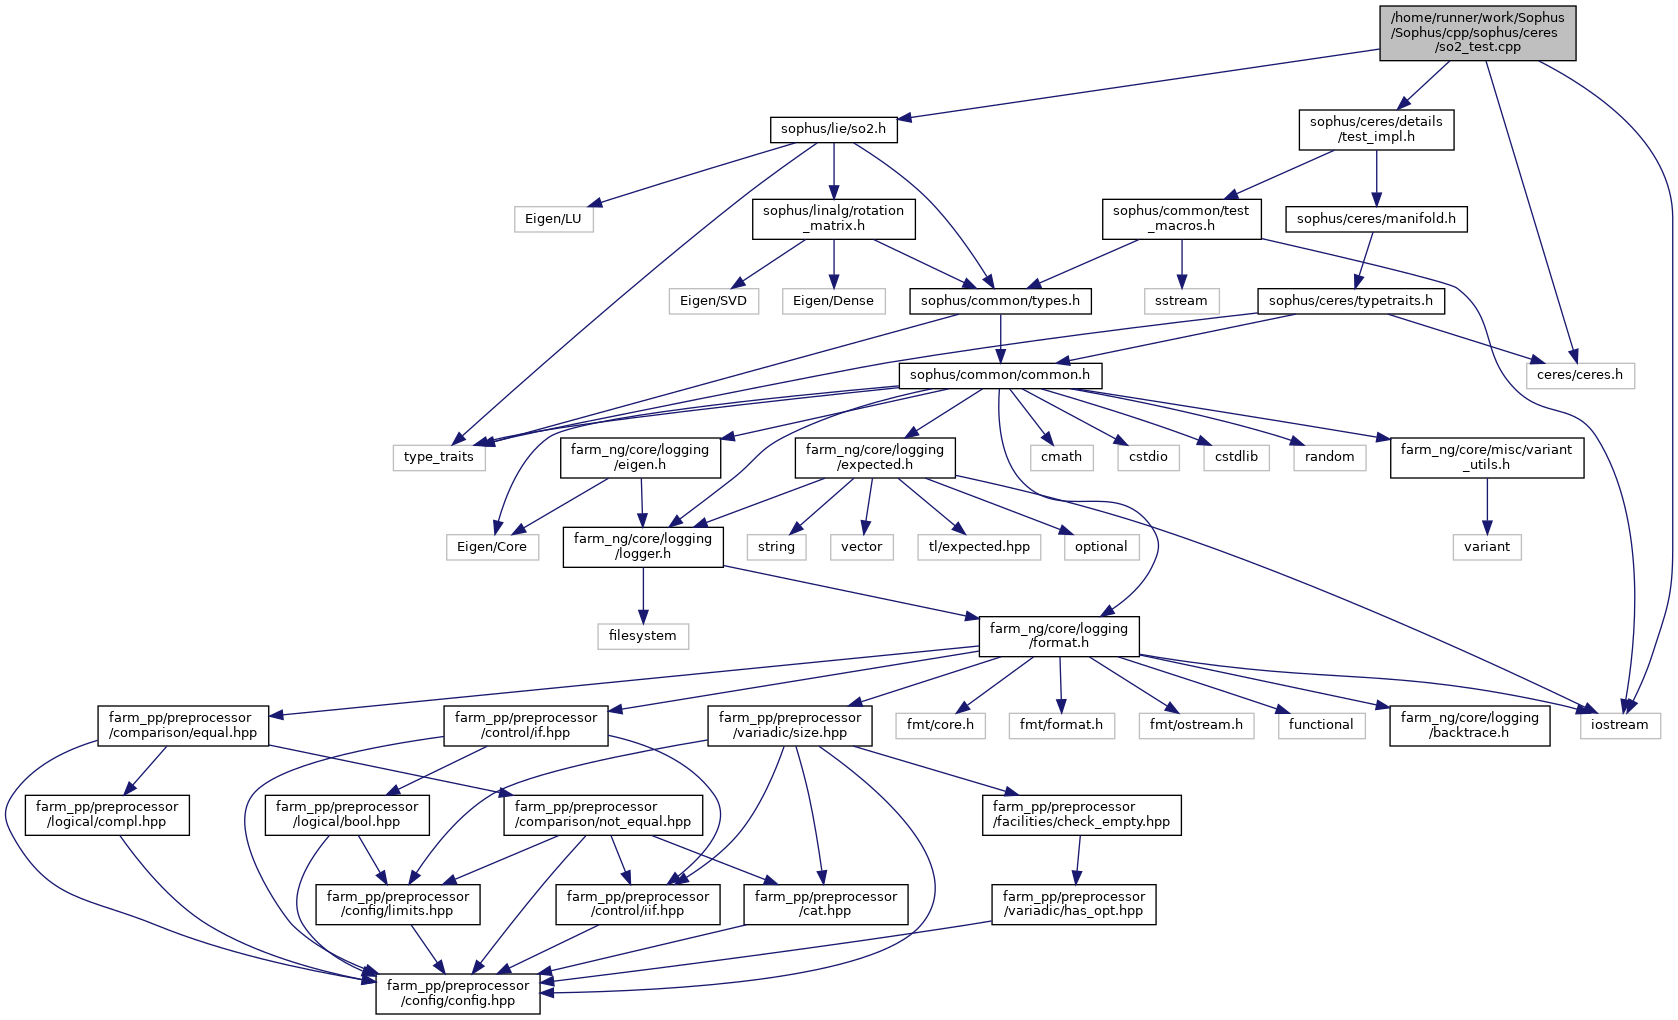 /home/runner/work/Sophus
/Sophus/cpp/sophus/ceres
/so2_test.cpp
sophus/lie/so2.h
sophus/ceres/details
/test_impl.h
Eigen/LU
sophus/linalg/rotation
_matrix.h
sophus/common/test
_macros.h
sophus/ceres/manifold.h
Eigen/SVD
Eigen/Dense
sophus/common/types.h
sstream
sophus/ceres/typetraits.h
sophus/common/common.h
ceres/ceres.h
type_traits
farm_ng/core/logging
/eigen.h
farm_ng/core/logging
/expected.h
cmath
cstdio
cstdlib
random
farm_ng/core/misc/variant
_utils.h
Eigen/Core
farm_ng/core/logging
/logger.h
string
vector
tl/expected.hpp
optional
variant
filesystem
farm_ng/core/logging
/format.h
farm_pp/preprocessor
/comparison/equal.hpp
farm_pp/preprocessor
/control/if.hpp
farm_pp/preprocessor
/variadic/size.hpp
fmt/core.h
fmt/format.h
fmt/ostream.h
functional
farm_ng/core/logging
/backtrace.h
iostream
farm_pp/preprocessor
/logical/compl.hpp
farm_pp/preprocessor
/logical/bool.hpp
farm_pp/preprocessor
/comparison/not_equal.hpp
farm_pp/preprocessor
/facilities/check_empty.hpp
farm_pp/preprocessor
/config/limits.hpp
farm_pp/preprocessor
/control/iif.hpp
farm_pp/preprocessor
/cat.hpp
farm_pp/preprocessor
/variadic/has_opt.hpp
farm_pp/preprocessor
/config/config.hpp